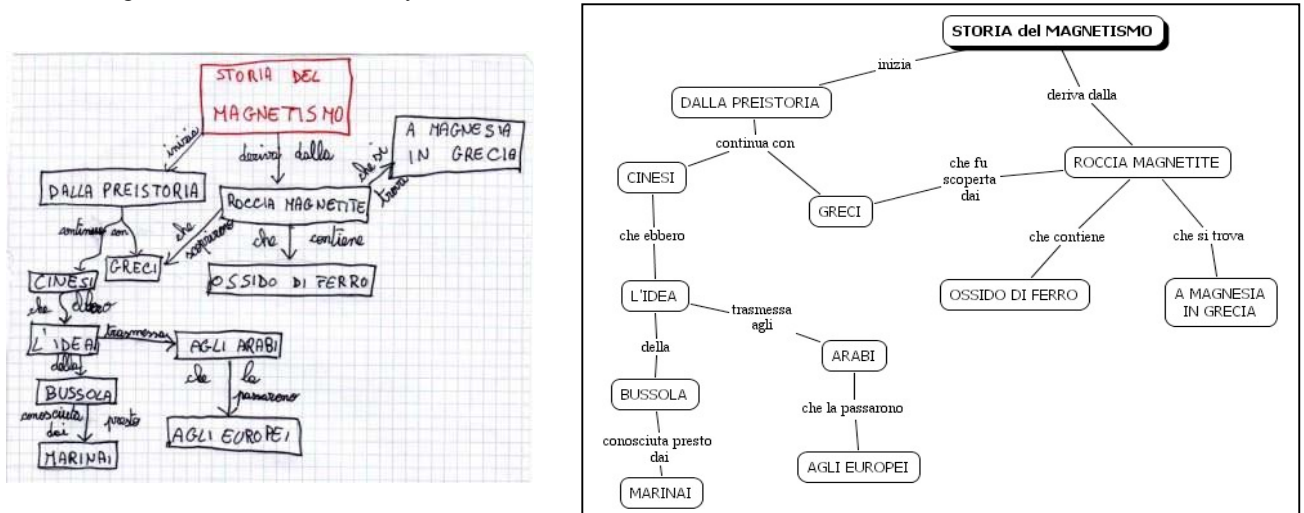 STORIA DEL
MAGNETISMO
inizia
deriva dalla
che si
trova
A MAGNESIA
IN GRECIA
DALLA PREISTORIA
ROCCIA MAGNETITE
continua con
che
scoprirono
che contiene
GRECI
OSSIDO DI FERRO
CINESI
che ebbero
L'IDEA
trasmessa
AGLI ARABI
della
che la
passarono
BUSSOLA
conosciuta presto
dai
AGLI EUROPEI
MARINAI
STORIA del MAGNETISMO
inizia
deriva dalla
DALLA PREISTORIA
continua con
CINESI
GRECI
che fu
scoperta
dai
ROCCIA MAGNETITE
che ebbero
che contiene
che si trova
L'IDEA
OSSIDO DI FERRO
A MAGNESIA
IN GRECIA
trasmessa
agli
della
ARABI
BUSSOLA
che la passarono
conosciuta presto
dai
AGLI EUROPEI
MARINAI